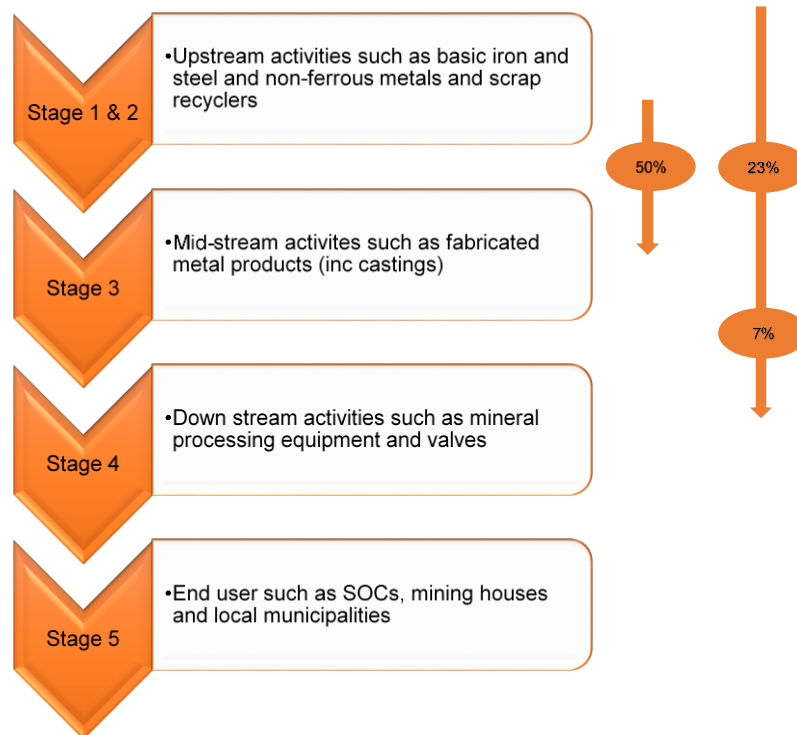 Stage 1 & 2
•Upstream activities such as basic iron and
steel and non-ferrous metals and scrap
recyclers
50%
23%
Stage 3
•Mid-stream activites such as fabricated
metal products (inc castings)
7%
Stage 4
•Down stream activities such as mineral
processing equipment and valves
Stage 5
•End user such as SOCs, mining houses
and local municipalities